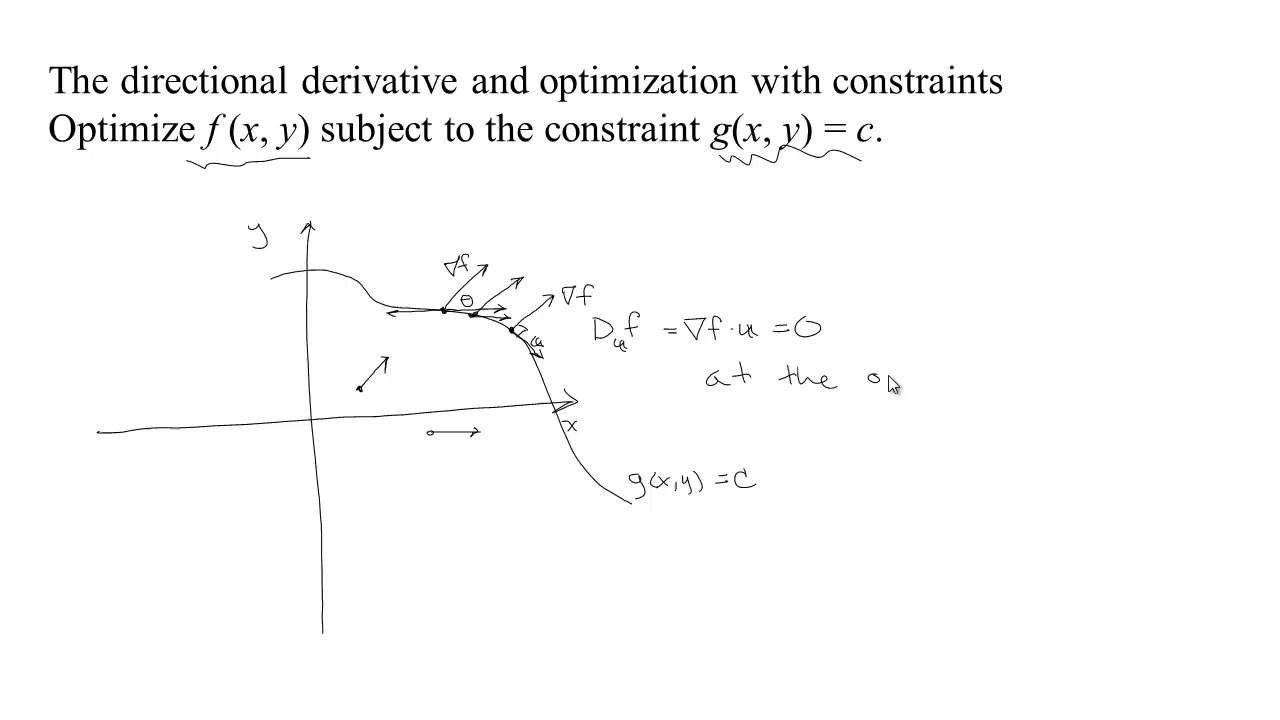 The directional derivative and optimization with constraints
Optimize f (x, y) subject to the constraint g(x, y) = c.
y
∇f
θ
∇f
u
D_u f = ∇f · u = 0
at the o
x
g(x,y) = C